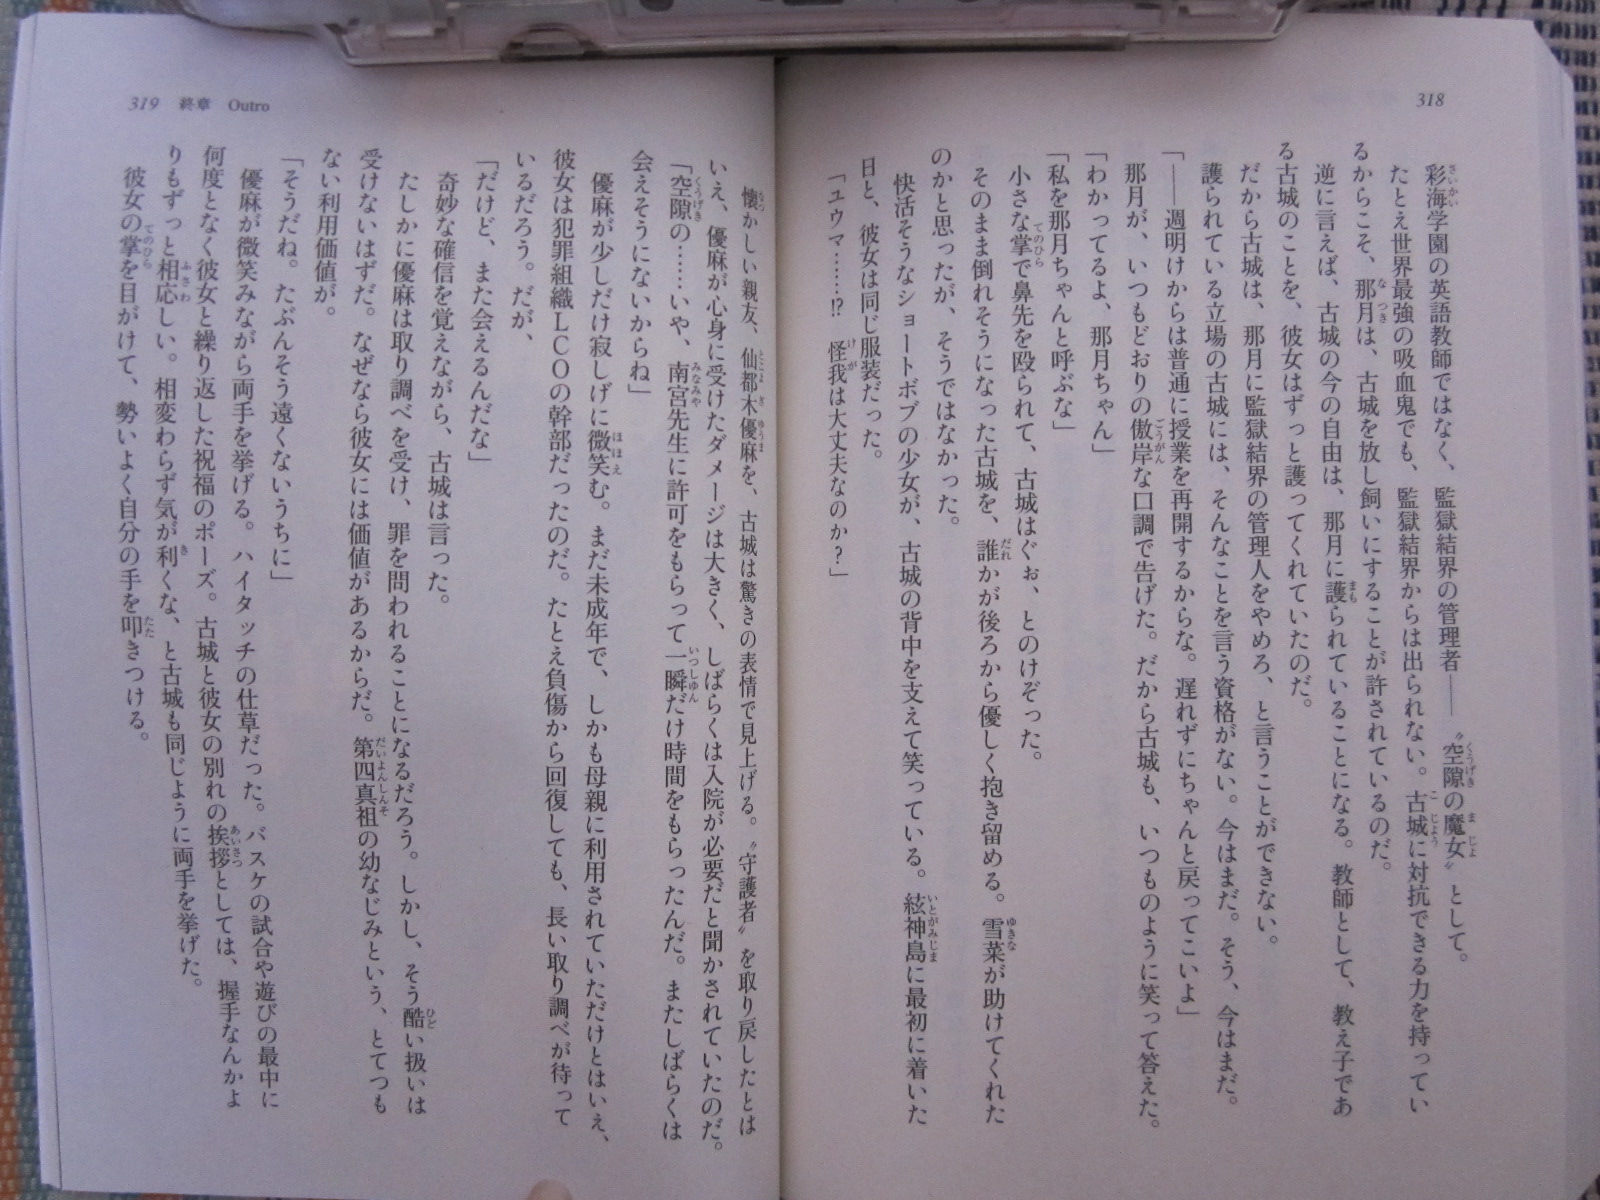 318
彩海学園の英語教師ではなく、監獄結界の管理者――〝空隙の魔女〟として。
たとえ世界最強の吸血鬼でも、監獄結界からは出られない。古城に対抗できる力を持ってい
るからこそ、那月は、古城を放し飼いにすることが許されているのだ。
逆に言えば、古城の今の自由は、那月に護られていることになる。教師として、教え子であ
る古城のことを、彼女はずっと護ってくれていたのだ。
だから古城は、那月に監獄結界の管理人をやめろ、と言うことができない。
護られている立場の古城には、そんなことを言う資格がない。今はまだ。そう、今はまだ。
「――週明けからは普通に授業を再開するからな。遅れずにちゃんと戻ってこいよ」
那月が、いつもどおりの傲岸な口調で告げた。だから古城も、いつものように笑って答えた。
「わかってるよ、那月ちゃん」
「私を那月ちゃんと呼ぶな」
小さな掌で鼻先を殴られて、古城はぐぉ、とのけぞった。
そのまま倒れそうになった古城を、誰かが後ろから優しく抱き留める。雪菜が助けてくれた
のかと思ったが、そうではなかった。
快活そうなショートボブの少女が、古城の背中を支えて笑っている。絃神島に最初に着いた
日と、彼女は同じ服装だった。
「ユウマ……!?　怪我は大丈夫なのか？」
319　終章　Outro
懐かしい親友、仙都木優麻を、古城は驚きの表情で見上げる。〝守護者〟を取り戻したとは
いえ、優麻が心身に受けたダメージは大きく、しばらくは入院が必要だと聞かされていたのだ。
「空隙の……いや、南宮先生に許可をもらって一瞬だけ時間をもらったんだ。またしばらくは
会えそうにないからね」
優麻が少しだけ寂しげに微笑む。まだ未成年で、しかも母親に利用されていただけとはいえ、
彼女は犯罪組織ＬＣＯの幹部だったのだ。たとえ負傷から回復しても、長い取り調べが待って
いるだろう。だが、
「だけど、また会えるんだな」
奇妙な確信を覚えながら、古城は言った。
たしかに優麻は取り調べを受け、罪を問われることになるだろう。しかし、そう酷い扱いは
受けないはずだ。なぜなら彼女には価値があるからだ。第四真祖の幼なじみという、とてつも
ない利用価値が。
「そうだね。たぶんそう遠くないうちに」
優麻が微笑みながら両手を挙げる。ハイタッチの仕草だった。バスケの試合や遊びの最中に
何度となく彼女と繰り返した祝福のポーズ。古城と彼女の別れの挨拶としては、握手なんかよ
りもずっと相応しい。相変わらず気が利くな、と古城も同じように両手を挙げた。
彼女の掌を目がけて、勢いよく自分の手を叩きつける。